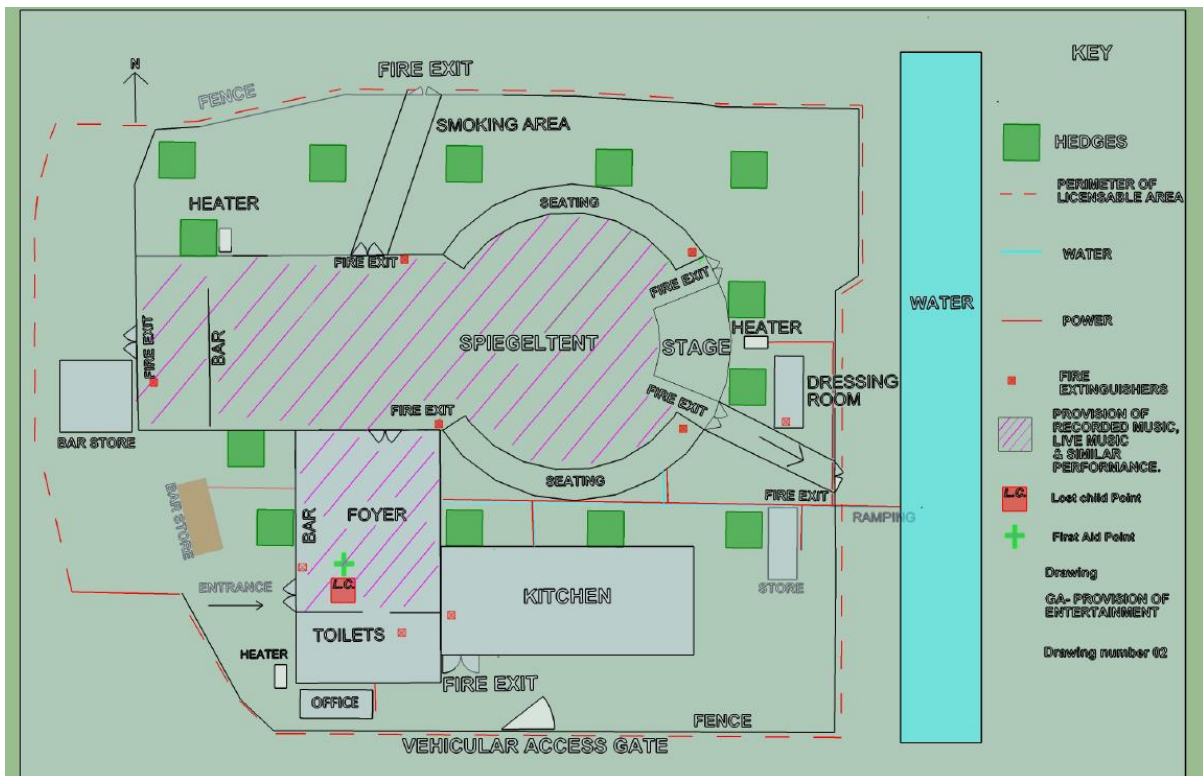 KEY
N
FIRE EXIT
FENCE
SMOKING AREA
HEDGES
PERIMETER OF
LICENSABLE AREA
HEATER
SEATING
WATER
FIRE EXIT
FIRE EXIT
WATER
POWER
FIRE EXIT
BAR
SPIEGELTENT
STAGE
HEATER
DRESSING
ROOM
FIRE
EXTINGUISHERS
BAR STORE
FIRE EXIT
FIRE EXIT
PROVISION OF
RECORDED MUSIC,
LIVE MUSIC
& SIMILAR
PERFORMANCE.
SEATING
FIRE EXIT
L.C.
Lost child Point
BAR STORE
BAR
FOYER
RAMPING
First Aid Point
ENTRANCE
L.C.
KITCHEN
STORE
Drawing
GA- PROVISION OF
ENTERTAINMENT
TOILETS
HEATER
Drawing number 02
FIRE EXIT
OFFICE
FENCE
VEHICULAR ACCESS GATE